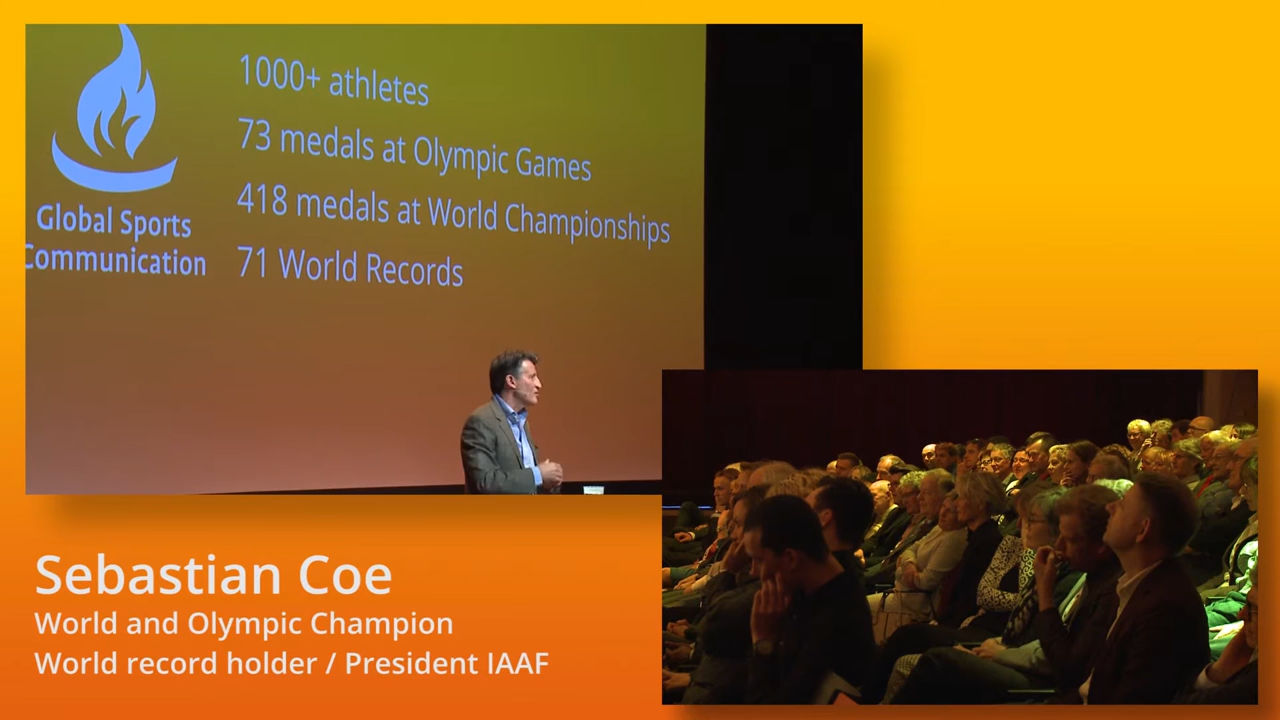 1000+ athletes
73 medals at Olympic Games
418 medals at World Championships
71 World Records
Global Sports
Communication
Sebastian Coe
World and Olympic Champion
World record holder / President IAAF